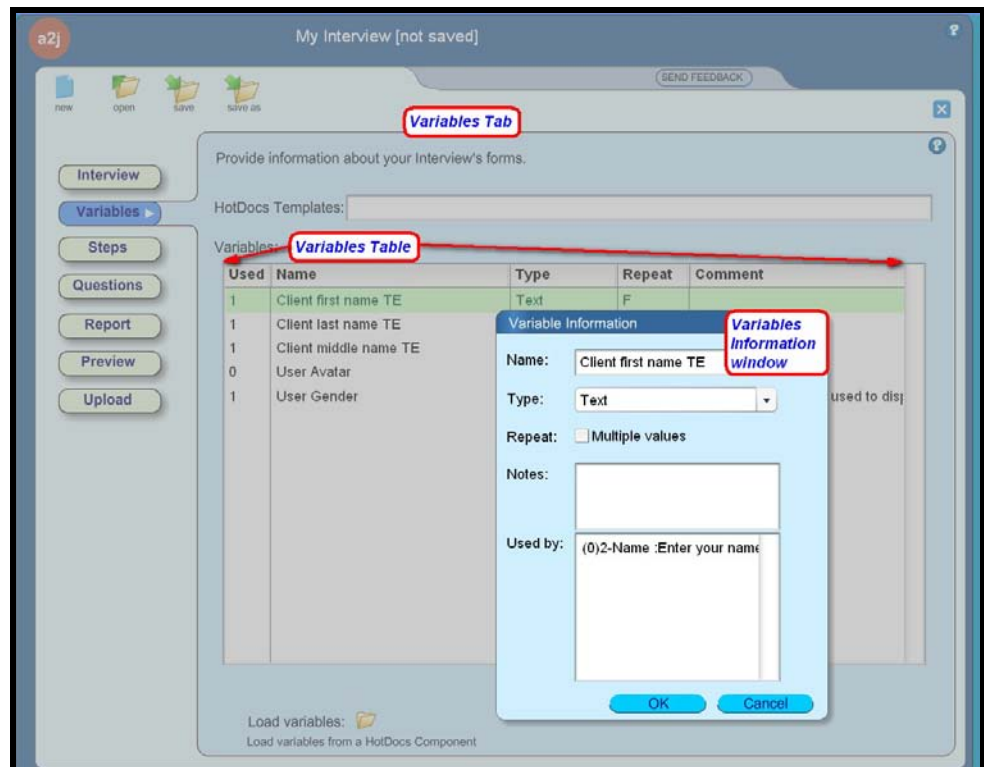 a2j
My Interview [not saved]
?
SEND FEEDBACK
new open save save as
Variables Tab
Provide information about your Interview's forms.
?
Interview
Variables
Steps
Questions
Report
Preview
Upload
HotDocs Templates:
Variables:
Variables Table
Used Name Type Repeat Comment
1 Client first name TE Text F
1 Client last name TE
1 Client middle name TE
0 User Avatar
1 User Gender used to disp
Variable Information
Variables
Information
window
Name: Client first name TE
Type: Text
Repeat: Multiple values
Notes:
Used by: (0)2-Name :Enter your name
OK Cancel
Load variables:
Load variables from a HotDocs Component